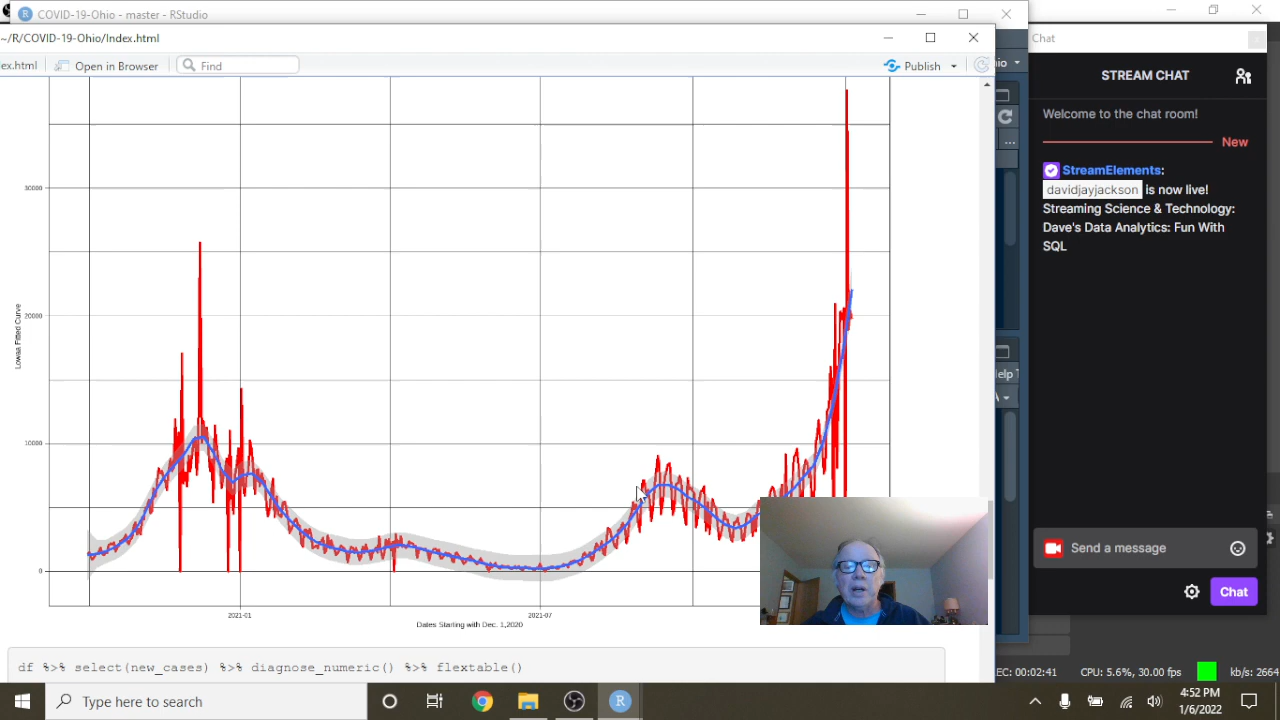 COVID-19-Ohio - master - RStudio
~/R/COVID-19-Ohio/Index.html
ex.html
Open in Browser
Find
Publish
30000
20000
10000
0
Lowes Fitted Curve
2021-01
2021-07
Dates Starting with Dec. 1,2020
df %>% select(new_cases) %>% diagnose_numeric() %>% flextable()
Chat
STREAM CHAT
Welcome to the chat room!
New
StreamElements:
davidjayjackson is now live!
Streaming Science & Technology:
Dave's Data Analytics: Fun With
SQL
Send a message
Chat
EC: 00:02:41
CPU: 5.6%, 30.00 fps
kb/s: 2664
Type here to search
4:52 PM
1/6/2022